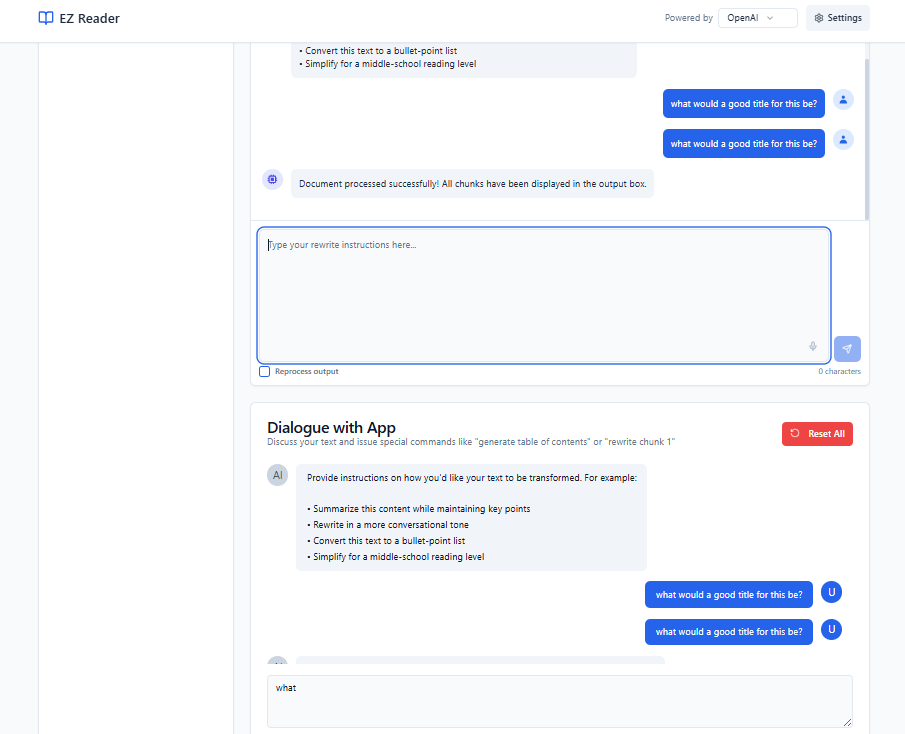 EZ Reader
Powered by
OpenAI
Settings
• Convert this text to a bullet-point list
• Simplify for a middle-school reading level
what would a good title for this be?
what would a good title for this be?
Document processed successfully! All chunks have been displayed in the output box.
Type your rewrite instructions here...
Reprocess output
0 characters
Dialogue with App
Discuss your text and issue special commands like "generate table of contents" or "rewrite chunk 1"
Reset All
AI
Provide instructions on how you'd like your text to be transformed. For example:
• Summarize this content while maintaining key points
• Rewrite in a more conversational tone
• Convert this text to a bullet-point list
• Simplify for a middle-school reading level
what would a good title for this be?
U
what would a good title for this be?
U
what